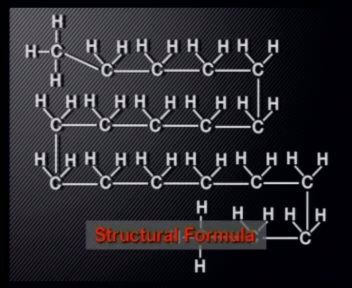 H
H H H H H H H H H
H C
C C C C
H
H H H H H H H H H H
C C C C C
H H H H H H H H H H H H
C C C C C C
H H H H H
Structural Formula C
H